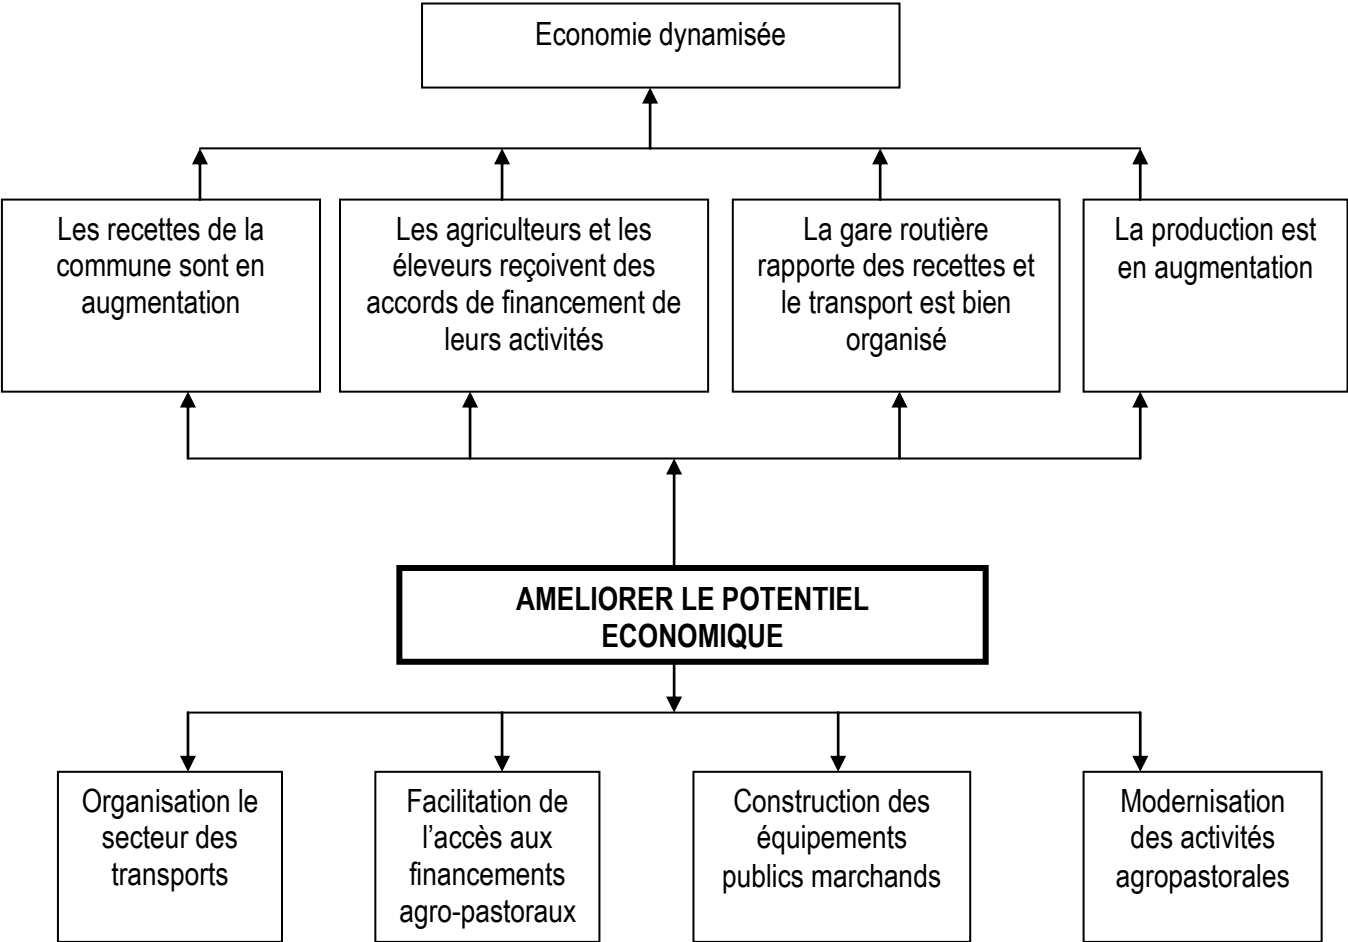 Economie dynamisée
Les recettes de la
commune sont en
augmentation
Les agriculteurs et les
éleveurs reçoivent des
accords de financement de
leurs activités
La gare routière
rapporte des recettes et
le transport est bien
organisé
La production est
en augmentation
AMELIORER LE POTENTIEL
ECONOMIQUE
Organisation le
secteur des
transports
Facilitation de
l’accès aux
financements
agro-pastoraux
Construction des
équipements
publics marchands
Modernisation
des activités
agropastorales